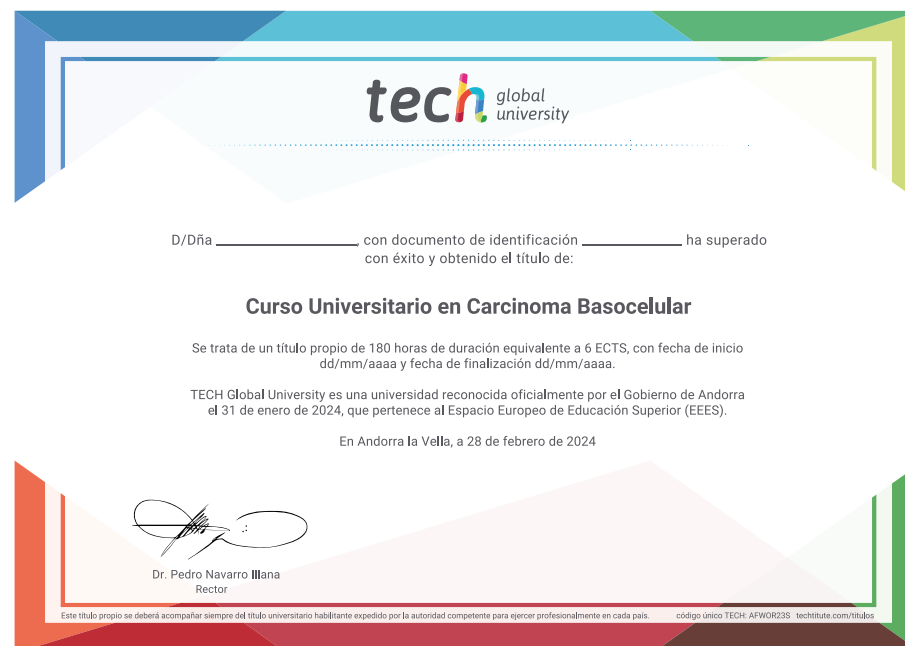 tech global university
D/Dña ____________, con documento de identificación ____________ ha superado
con éxito y obtenido el título de:
Curso Universitario en Carcinoma Basocelular
Se trata de un título propio de 180 horas de duración equivalente a 6 ECTS, con fecha de inicio
dd/mm/aaaa y fecha de finalización dd/mm/aaaa.
TECH Global University es una universidad reconocida oficialmente por el Gobierno de Andorra
el 31 de enero de 2024, que pertenece al Espacio Europeo de Educación Superior (EEES).
En Andorra la Vella, a 28 de febrero de 2024
Dr. Pedro Navarro Illana
Rector
Este título propio se deberá acompañar siempre del título universitario habilitante expedido por la autoridad competente para ejercer profesionalmente en cada país. código único TECH: AFWOR23S techtitute.com/titulos